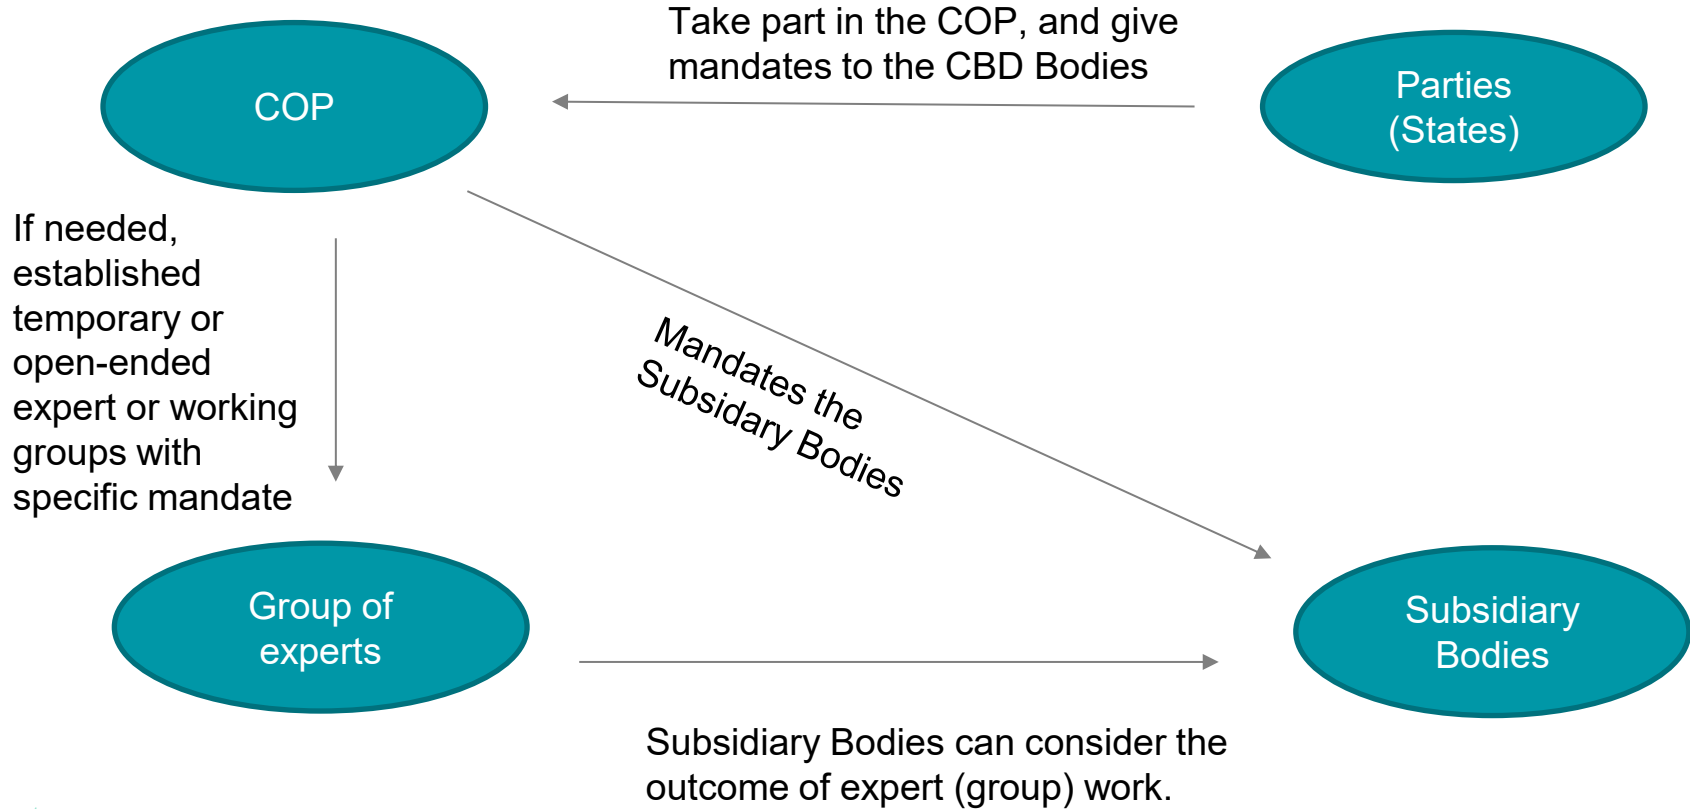 Take part in the COP, and give
mandates to the CBD Bodies
COP
Parties
(States)
If needed,
established
temporary or
open-ended
expert or working
groups with
specific mandate
Mandates the
Subsidary Bodies
Group of
experts
Subsidiary
Bodies
Subsidiary Bodies can consider the
outcome of expert (group) work.